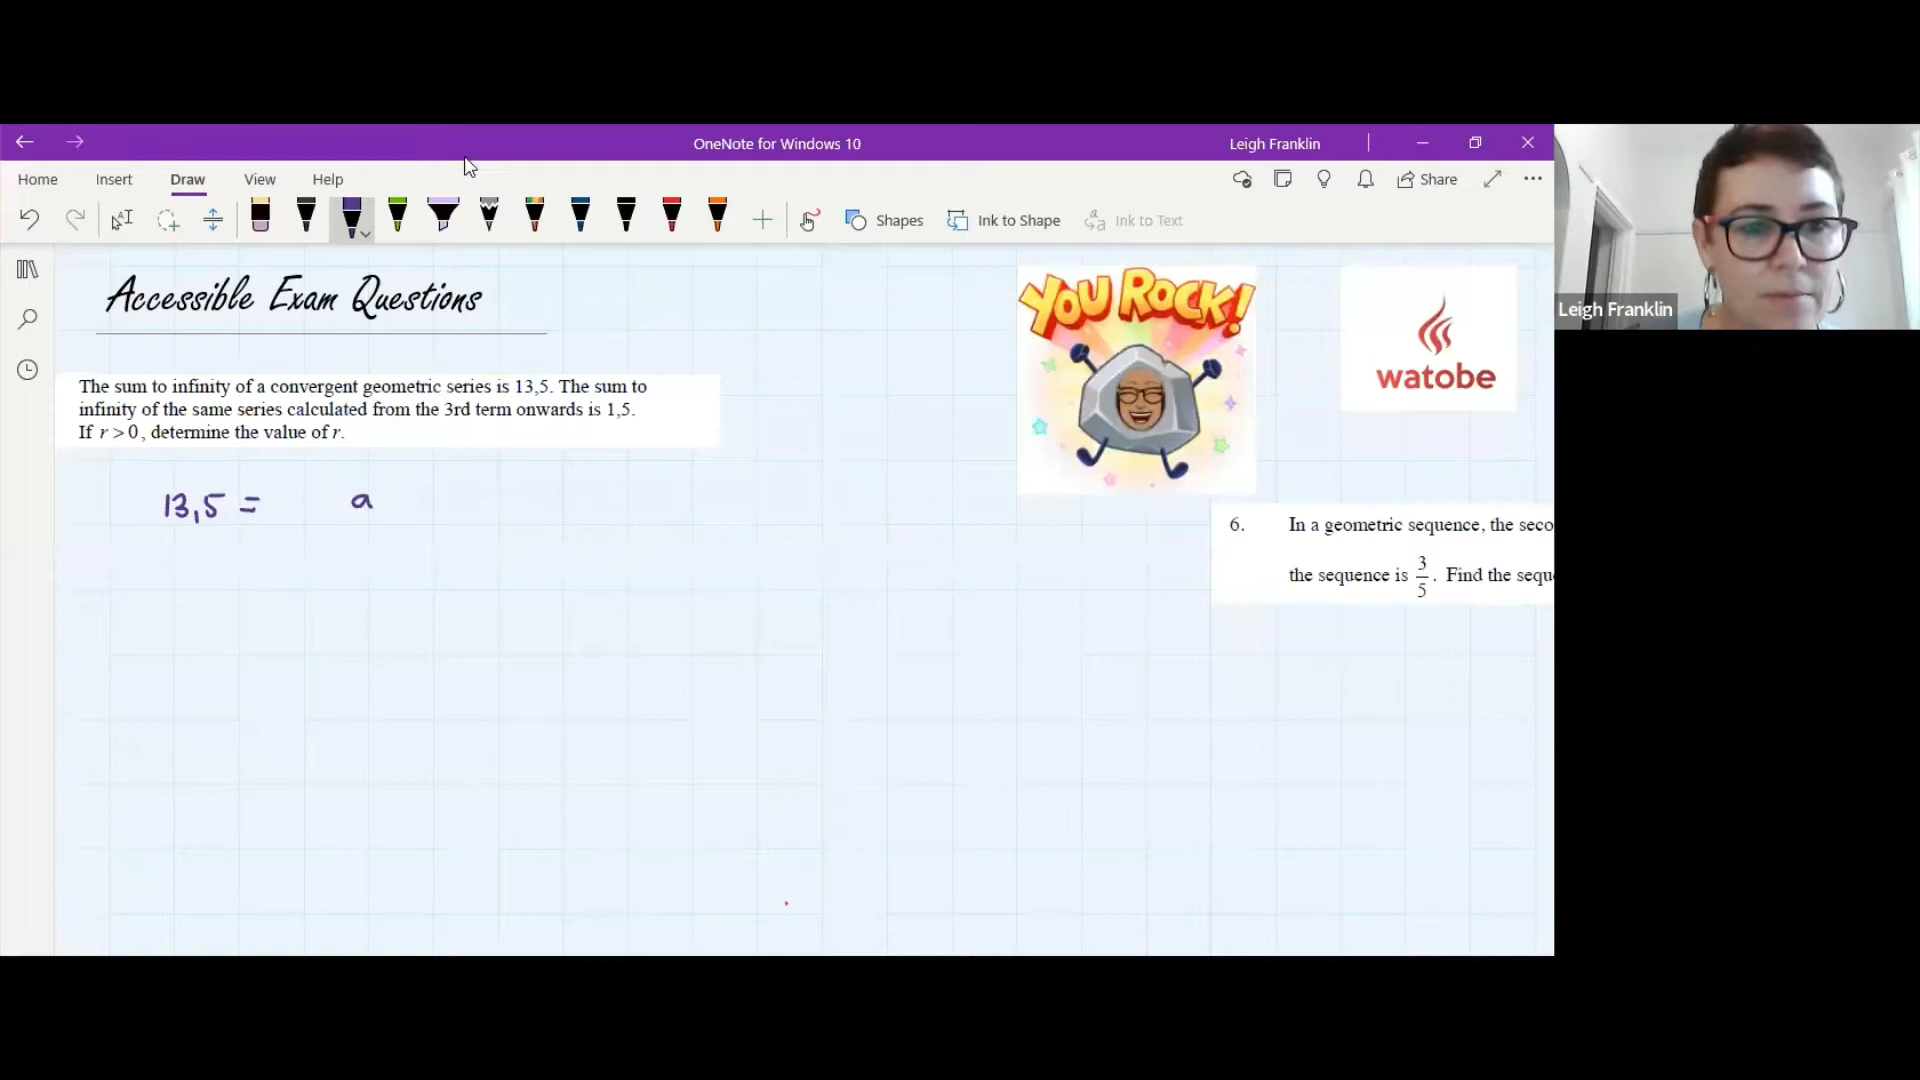 OneNote for Windows 10
Leigh Franklin
Home Insert Draw View Help
Share
Shapes
Ink to Shape
Ink to Text
Accessible Exam Questions
YOU ROCK!
watobe
Leigh Franklin
The sum to infinity of a convergent geometric series is 13,5. The sum to
infinity of the same series calculated from the 3rd term onwards is 1,5.
If r > 0, determine the value of r.
13,5 = a
6. In a geometric sequence, the seco
the sequence is 3/5. Find the sequ